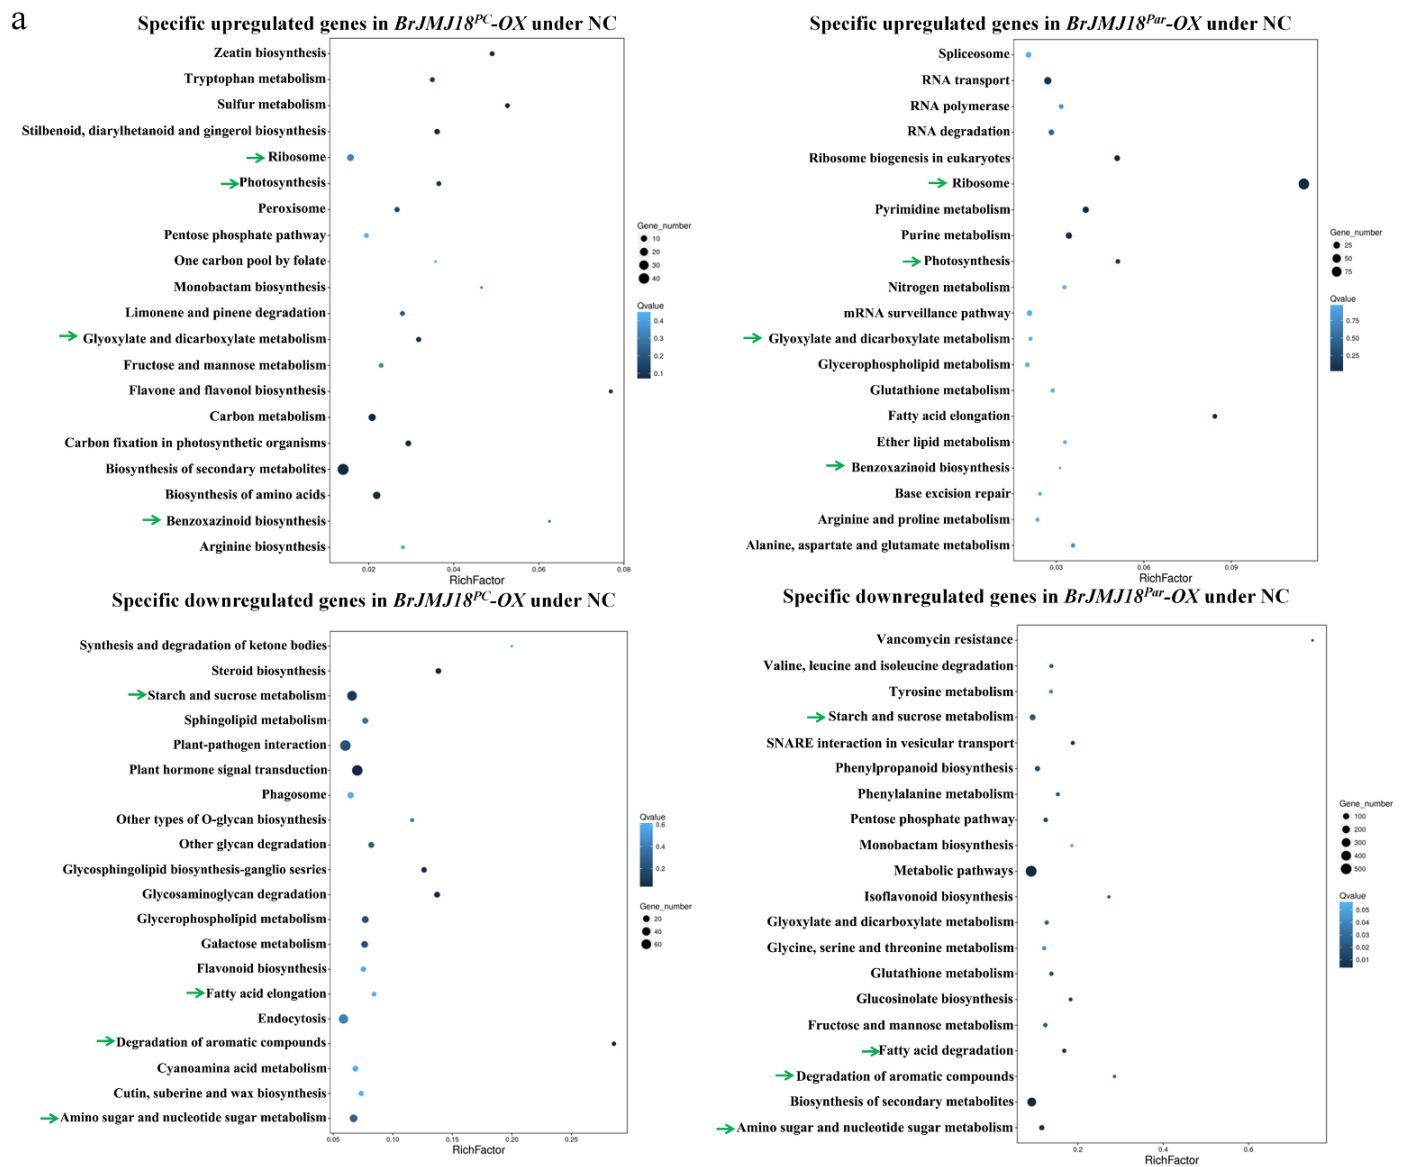 a
Specific upregulated genes in BrJMJ18PC-OX under NC
Zeatin biosynthesis
Tryptophan metabolism
Sulfur metabolism
Stilbenoid, diarylhetanoid and gingerol biosynthesis
Ribosome
Photosynthesis
Peroxisome
Pentose phosphate pathway
One carbon pool by folate
Monobactam biosynthesis
Limonene and pinene degradation
Glyoxylate and dicarboxylate metabolism
Fructose and mannose metabolism
Flavone and flavonol biosynthesis
Carbon metabolism
Carbon fixation in photosynthetic organisms
Biosynthesis of secondary metabolites
Biosynthesis of amino acids
Benzoxazinoid biosynthesis
Arginine biosynthesis
0.02 0.04 0.06 0.08
RichFactor
Gene_number
10
20
30
40
Qvalue
0.4
0.3
0.2
0.1
Specific upregulated genes in BrJMJ18Par-OX under NC
Spliceosome
RNA transport
RNA polymerase
RNA degradation
Ribosome biogenesis in eukaryotes
Ribosome
Pyrimidine metabolism
Purine metabolism
Photosynthesis
Nitrogen metabolism
mRNA surveillance pathway
Glyoxylate and dicarboxylate metabolism
Glycerophospholipid metabolism
Glutathione metabolism
Fatty acid elongation
Ether lipid metabolism
Benzoxazinoid biosynthesis
Base excision repair
Arginine and proline metabolism
Alanine, aspartate and glutamate metabolism
0.03 0.06 0.09
RichFactor
Gene_number
25
50
75
Qvalue
0.75
0.50
0.25
Specific downregulated genes in BrJMJ18PC-OX under NC
Synthesis and degradation of ketone bodies
Steroid biosynthesis
Starch and sucrose metabolism
Sphingolipid metabolism
Plant-pathogen interaction
Plant hormone signal transduction
Phagosome
Other types of O-glycan biosynthesis
Other glycan degradation
Glycosphingolipid biosynthesis-ganglio sesries
Glycosaminoglycan degradation
Glycerophospholipid metabolism
Galactose metabolism
Flavonoid biosynthesis
Fatty acid elongation
Endocytosis
Degradation of aromatic compounds
Cyanoamina acid metabolism
Cutin, suberine and wax biosynthesis
Amino sugar and nucleotide sugar metabolism
0.05 0.10 0.15 0.20 0.25
RichFactor
Qvalue
0.6
0.4
0.2
Gene_number
20
40
60
Specific downregulated genes in BrJMJ18Par-OX under NC
Vancomycin resistance
Valine, leucine and isoleucine degradation
Tyrosine metabolism
Starch and sucrose metabolism
SNARE interaction in vesicular transport
Phenylpropanoid biosynthesis
Phenylalanine metabolism
Pentose phosphate pathway
Monobactam biosynthesis
Metabolic pathways
Isoflavonoid biosynthesis
Glyoxylate and dicarboxylate metabolism
Glycine, serine and threonine metabolism
Glutathione metabolism
Glucosinolate biosynthesis
Fructose and mannose metabolism
Fatty acid degradation
Degradation of aromatic compounds
Biosynthesis of secondary metabolites
Amino sugar and nucleotide sugar metabolism
0.2 0.4 0.6
RichFactor
Gene_number
100
200
300
400
500
Qvalue
0.05
0.04
0.03
0.02
0.01